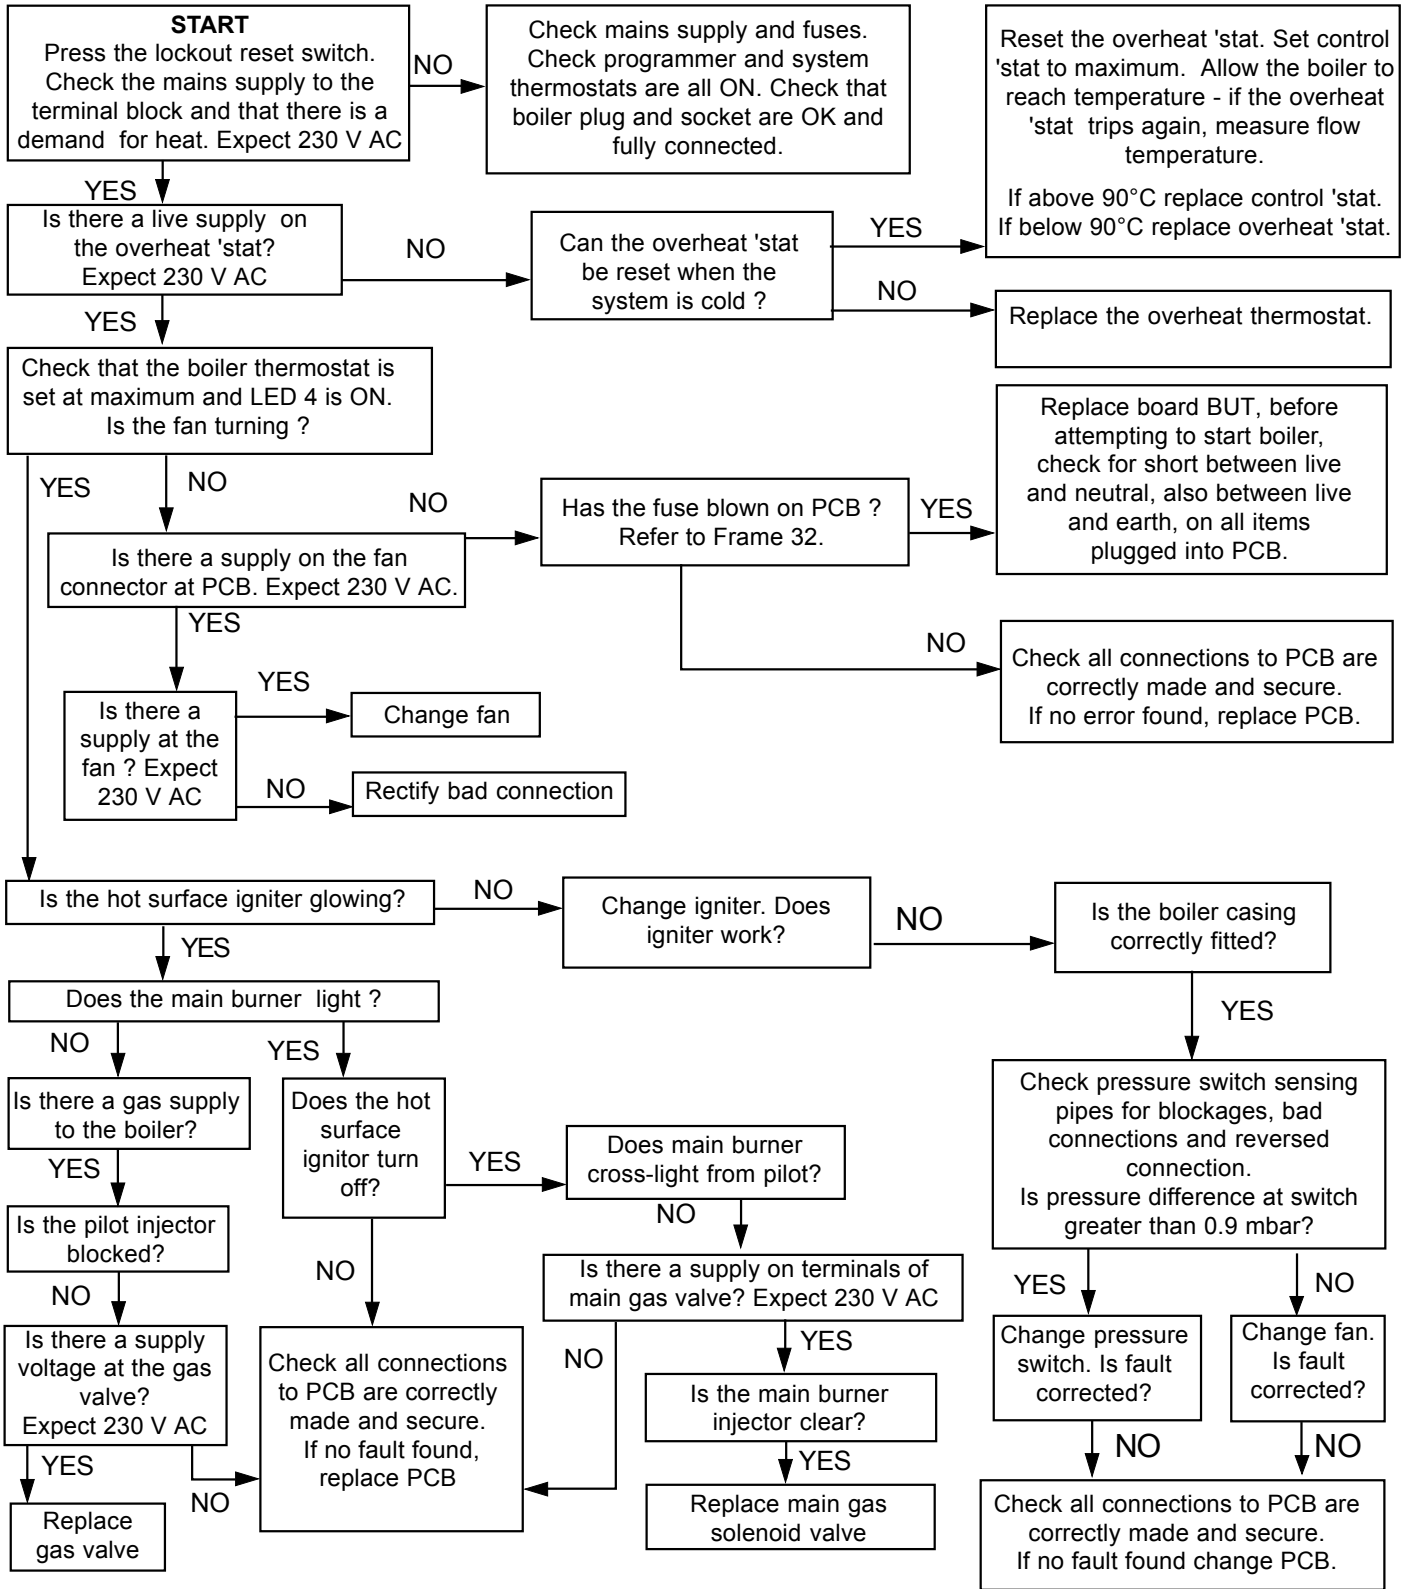 START
Press the lockout reset switch.
Check the mains supply to the
terminal block and that there is a
demand for heat. Expect 230 V AC
NO
Check mains supply and fuses.
Check programmer and system
thermostats are all ON. Check that
boiler plug and socket are OK and
fully connected.
Reset the overheat 'stat. Set control
'stat to maximum. Allow the boiler to
reach temperature - if the overheat
'stat trips again, measure flow
temperature.
If above 90°C replace control 'stat.
If below 90°C replace overheat 'stat.
YES
Is there a live supply on
the overheat 'stat?
Expect 230 V AC
NO
Can the overheat 'stat
be reset when the
system is cold ?
YES
NO
Replace the overheat thermostat.
YES
Check that the boiler thermostat is
set at maximum and LED 4 is ON.
Is the fan turning ?
YES
NO
Is there a supply on the fan
connector at PCB. Expect 230 V AC.
NO
Has the fuse blown on PCB ?
Refer to Frame 32.
YES
Replace board BUT, before
attempting to start boiler,
check for short between live
and neutral, also between live
and earth, on all items
plugged into PCB.
NO
Check all connections to PCB are
correctly made and secure.
If no error found, replace PCB.
YES
Is there a
supply at the
fan ? Expect
230 V AC
YES
Change fan
NO
Rectify bad connection
Is the hot surface igniter glowing?
NO
Change igniter. Does
igniter work?
NO
Is the boiler casing
correctly fitted?
YES
Does the main burner light ?
NO
YES
YES
Is there a gas supply
to the boiler?
YES
Is the pilot injector
blocked?
NO
Is there a supply
voltage at the gas
valve?
Expect 230 V AC
YES
NO
Replace
gas valve
Does the hot
surface
ignitor turn
off?
YES
NO
Check all connections
to PCB are correctly
made and secure.
If no fault found,
replace PCB
Does main burner
cross-light from pilot?
NO
Is there a supply on terminals of
main gas valve? Expect 230 V AC
NO
YES
Is the main burner
injector clear?
YES
Replace main gas
solenoid valve
Check pressure switch sensing
pipes for blockages, bad
connections and reversed
connection.
Is pressure difference at switch
greater than 0.9 mbar?
YES
NO
Change pressure
switch. Is fault
corrected?
Change fan.
Is fault
corrected?
NO
NO
Check all connections to PCB are
correctly made and secure.
If no fault found change PCB.